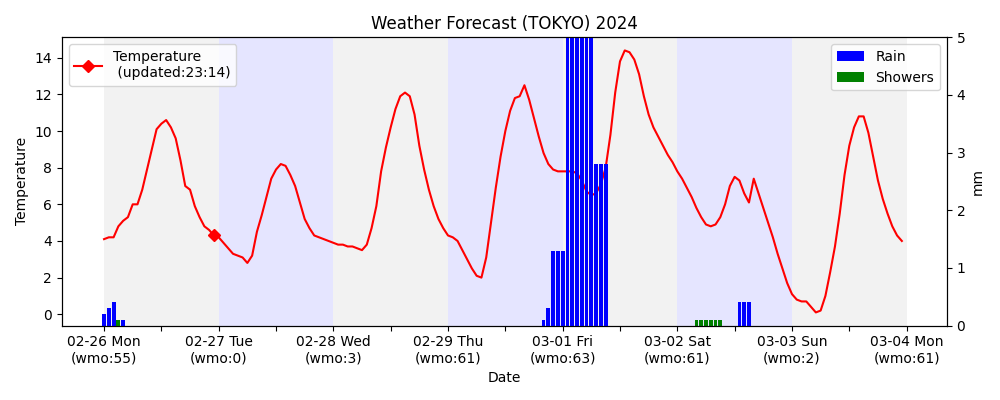 Weather Forecast (TOKYO) 2024
Temperature
(updated:23:14)
Rain
Showers
14
12
10
8
6
4
2
0
Temperature
5
4
3
2
1
0
mm
02-26 Mon
(wmo:55)
02-27 Tue
(wmo:0)
02-28 Wed
(wmo:3)
02-29 Thu
(wmo:61)
03-01 Fri
(wmo:63)
03-02 Sat
(wmo:61)
03-03 Sun
(wmo:2)
03-04 Mon
(wmo:61)
Date